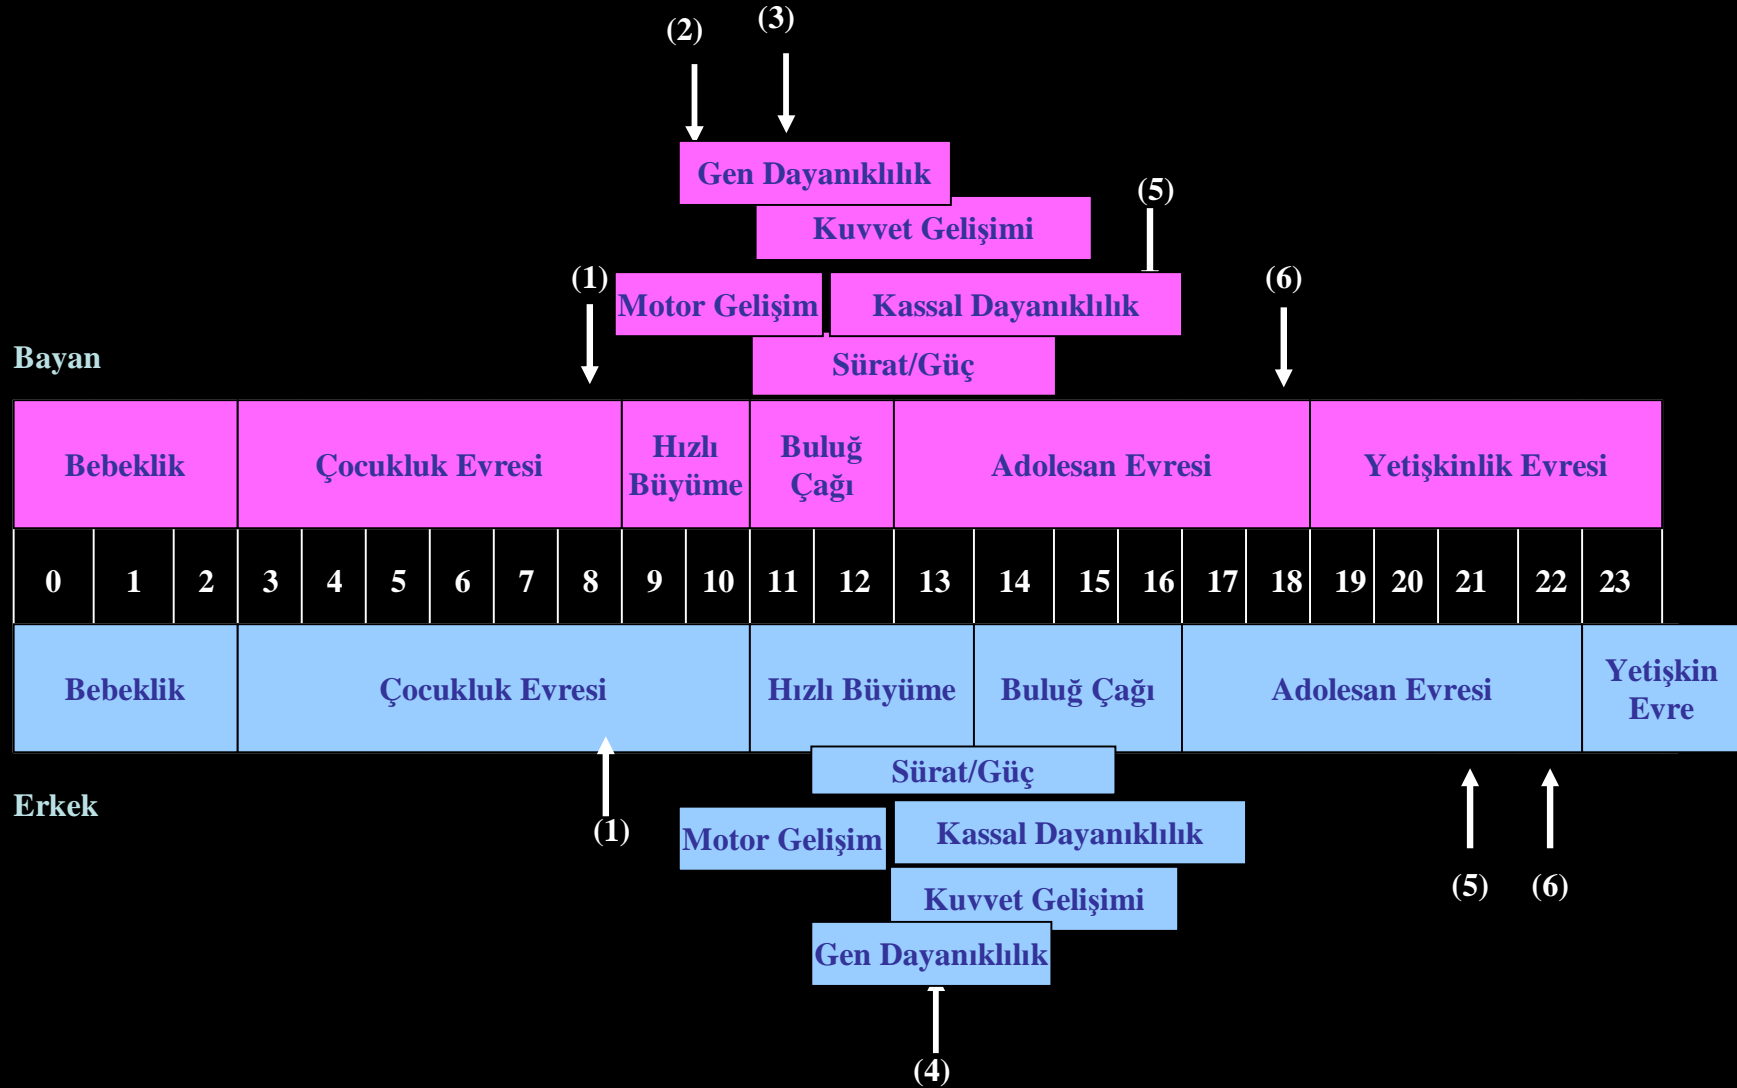 (2)
(3)
Gen Dayanıklılık
(5)
Kuvvet Gelişimi
(1)
(6)
Motor Gelişim
Kassal Dayanıklılık
Bayan
Sürat/Güç
Bebeklik
Çocukluk Evresi
Hızlı
Büyüme
Buluğ
Çağı
Adolesan Evresi
Yetişkinlik Evresi
0 1 2 3 4 5 6 7 8 9 10 11 12 13 14 15 16 17 18 19 20 21 22 23
Bebeklik
Çocukluk Evresi
Hızlı Büyüme
Buluğ Çağı
Adolesan Evresi
Yetişkin
Evre
Sürat/Güç
Erkek
(1)
Motor Gelişim
Kassal Dayanıklılık
Kuvvet Gelişimi
(5)
(6)
Gen Dayanıklılık
(4)